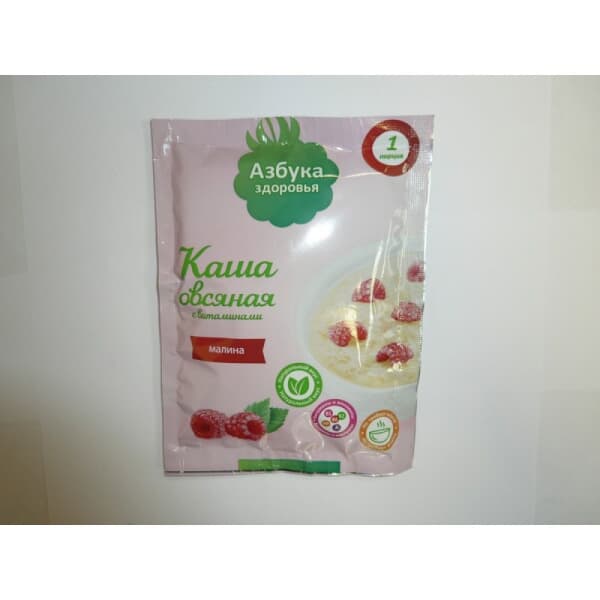 Азбука
здоровья
1
порция
Каша
овсяная
с витаминами
малина